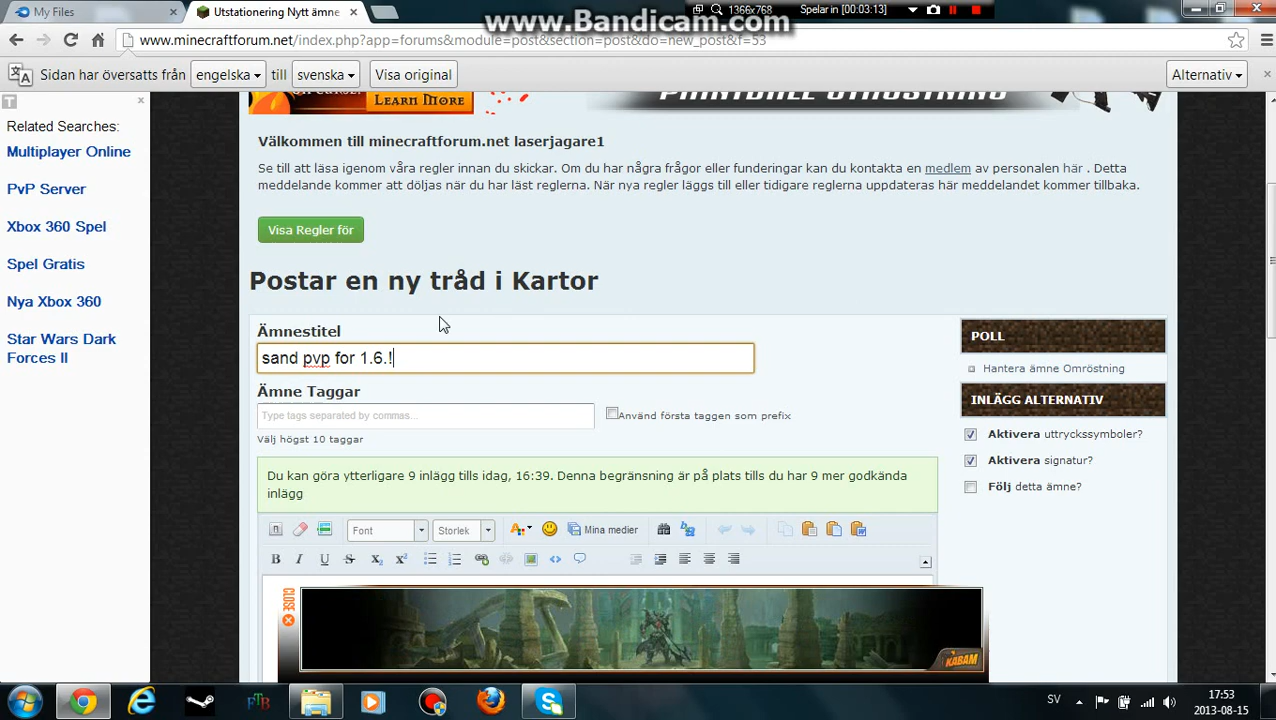 www.Bandicam.com
1366x768
Spelar in [00:03:13]
My Files
Utstationering Nytt ämne
www.minecraftforum.net/index.php?app=forums&module=post&section=post&do=new_post&f=53
Sidan har översatts från engelska till svenska Visa original
Alternativ
LEARN MORE
Related Searches:
Multiplayer Online
PvP Server
Xbox 360 Spel
Spel Gratis
Nya Xbox 360
Star Wars Dark
Forces II
Välkommen till minecraftforum.net laserjagare1
Se till att läsa igenom våra regler innan du skickar. Om du har några frågor eller funderingar kan du kontakta en medlem av personalen här . Detta
meddelande kommer att döljas när du har läst reglerna. När nya regler läggs till eller tidigare reglerna uppdateras här meddelandet kommer tillbaka.
Visa Regler för
Postar en ny tråd i Kartor
Ämnestitel
sand pvp for 1.6.!
Ämne Taggar
Type tags separated by commas...
Använd första taggen som prefix
Välj högst 10 taggar
Du kan göra ytterligare 9 inlägg tills idag, 16:39. Denna begränsning är på plats tills du har 9 mer godkända
inlägg
Font
Storlek
Mina medier
POLL
Hantera ämne Omröstning
INLÄGG ALTERNATIV
Aktivera uttryckssymboler?
Aktivera signatur?
Följ detta ämne?
CLOSE
KABAM
FTB
SV
17:53
2013-08-15